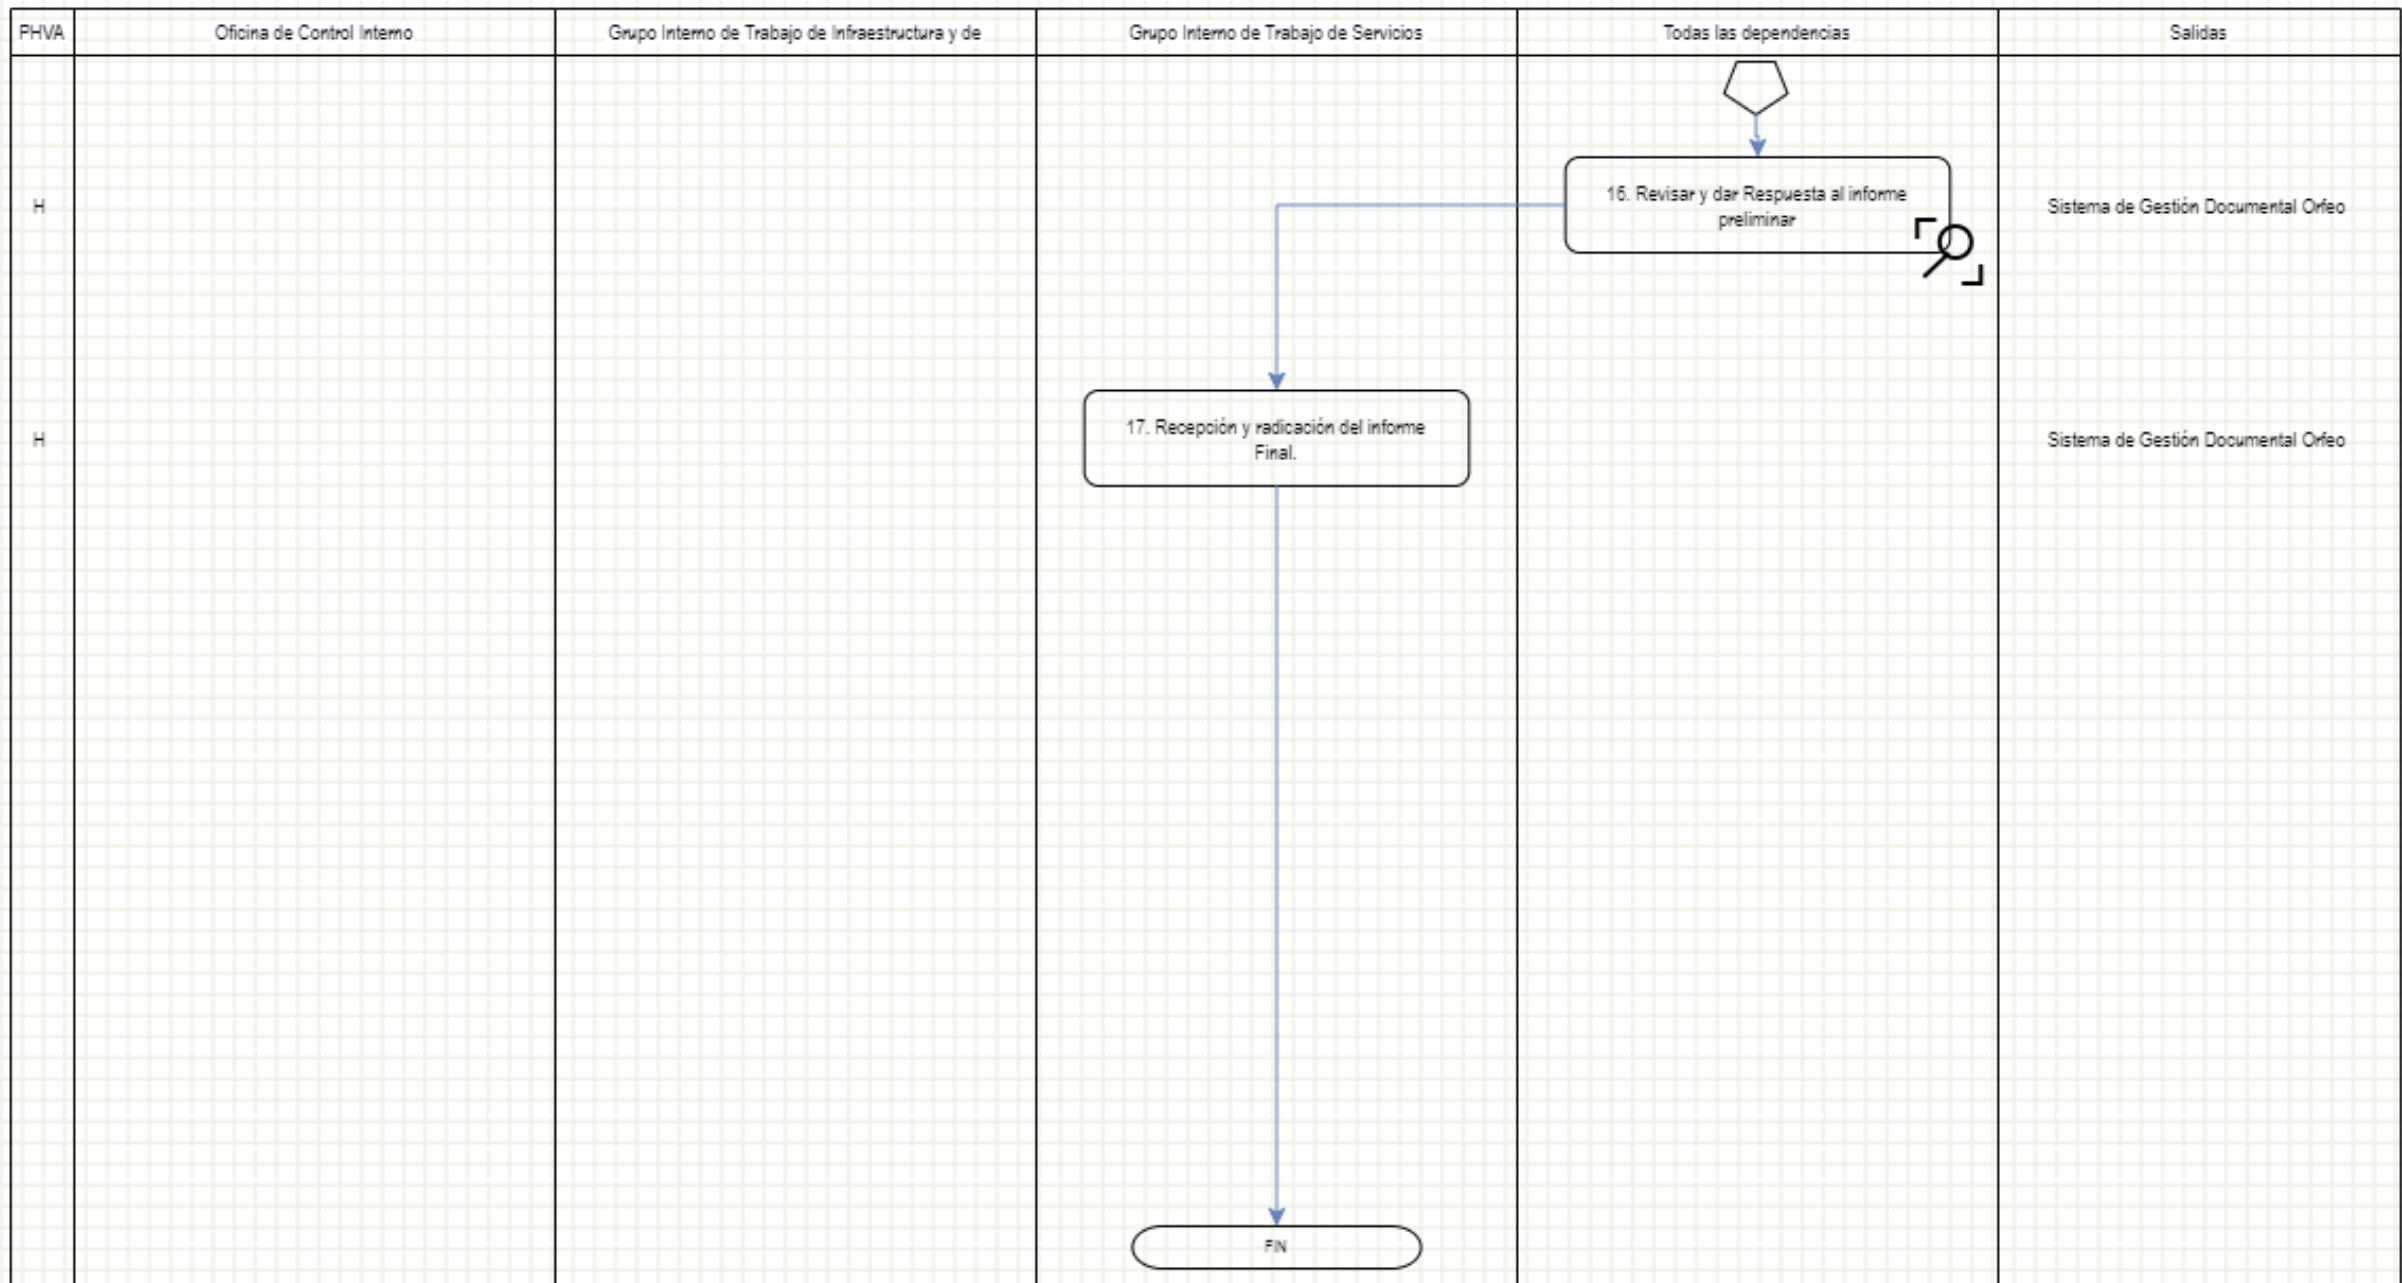 PHVA
Oficina de Control Interno
Grupo Interno de Trabajo de Infraestructura y de
Grupo Interno de Trabajo de Servicios
Todas las dependencias
Salidas
H
16. Revisar y dar Respuesta al informe
preliminar
Sistema de Gestión Documental Orfeo
H
17. Recepción y radicación del informe
Final.
Sistema de Gestión Documental Orfeo
FIN